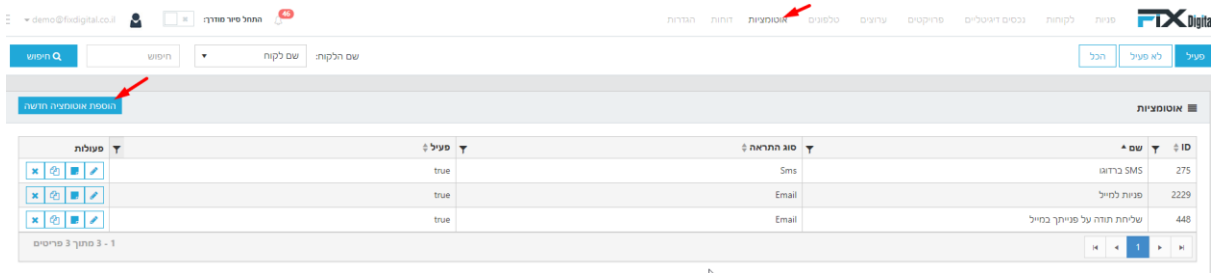 FIX Digita פניות לקוחות נכסים דיגיטליים פרויקטים ערוצים טלפונים אוטומציות דוחות הגדרות 46 התחל סיור מודרך: demo@fixdigital.co.il
פעיל לא פעיל הכל שם הלקוח: שם לקוח חיפוש חיפוש
אוטומציות הוספת אוטומציה חדשה
ID שם סוג התראה פעיל פעולות
275 SMS ברדוגו Sms true
2229 פניות למייל Email true
448 שליחת תודה על פנייתך במייל Email true
1 1 - 3 מתוך 3 פריטים